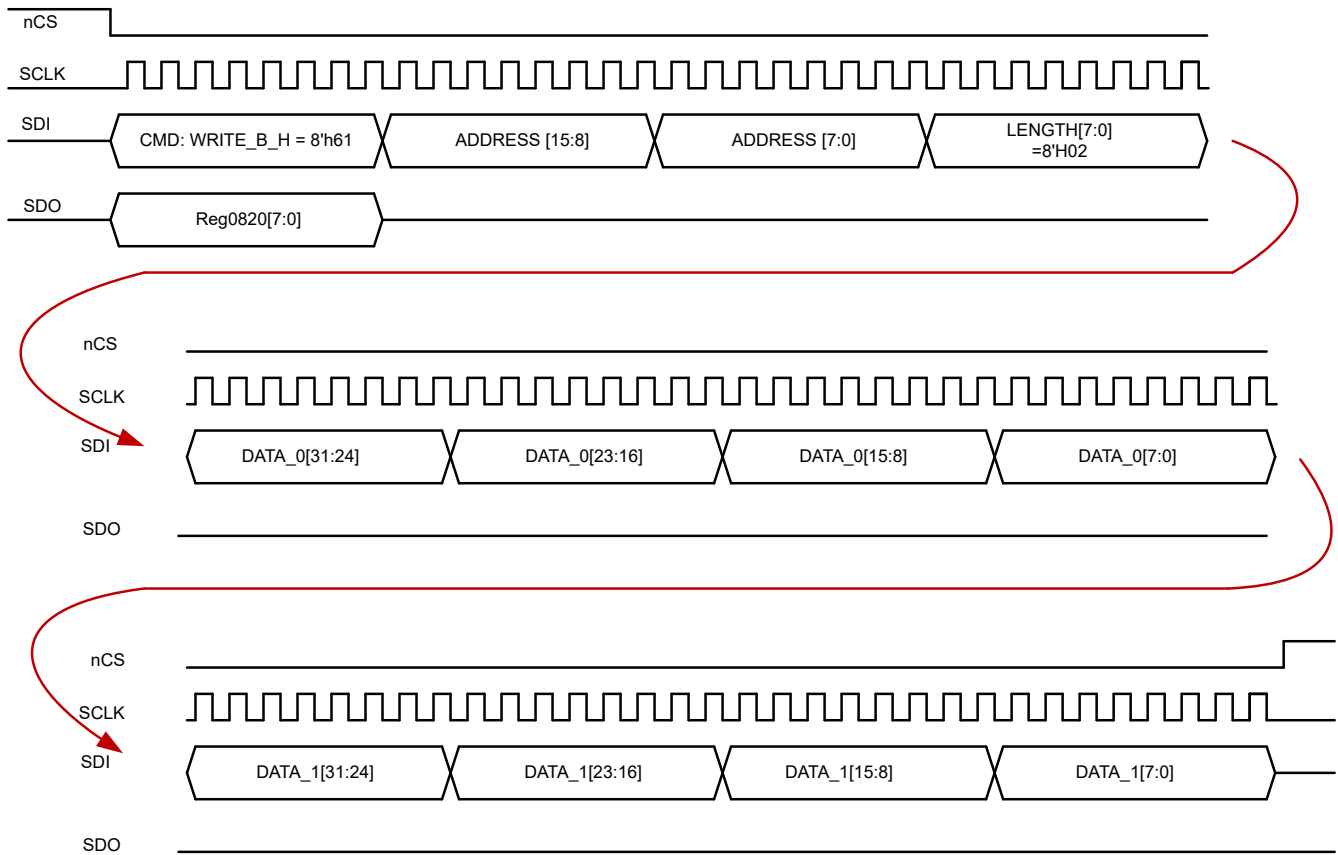 nCS
SCLK
SDI
CMD: WRITE_B_H = 8'h61
ADDRESS [15:8]
ADDRESS [7:0]
LENGTH[7:0]
=8'H02
SDO
Reg0820[7:0]
nCS
SCLK
SDI
DATA_0[31:24]
DATA_0[23:16]
DATA_0[15:8]
DATA_0[7:0]
SDO
nCS
SCLK
SDI
DATA_1[31:24]
DATA_1[23:16]
DATA_1[15:8]
DATA_1[7:0]
SDO